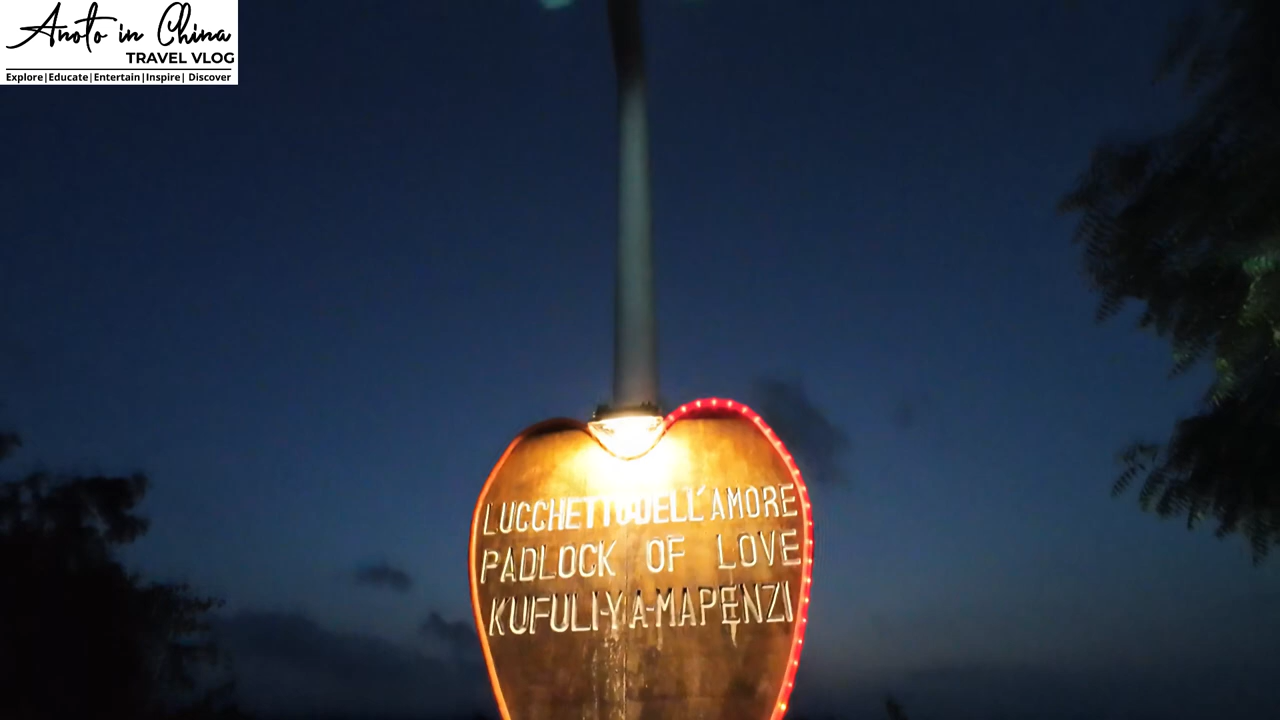 Anoto in China
TRAVEL VLOG
Explore|Educate|Entertain|Inspire| Discover
LUCCHETTO DELL'AMORE
PADLOCK OF LOVE
KUFULI-YA-MAPENZI